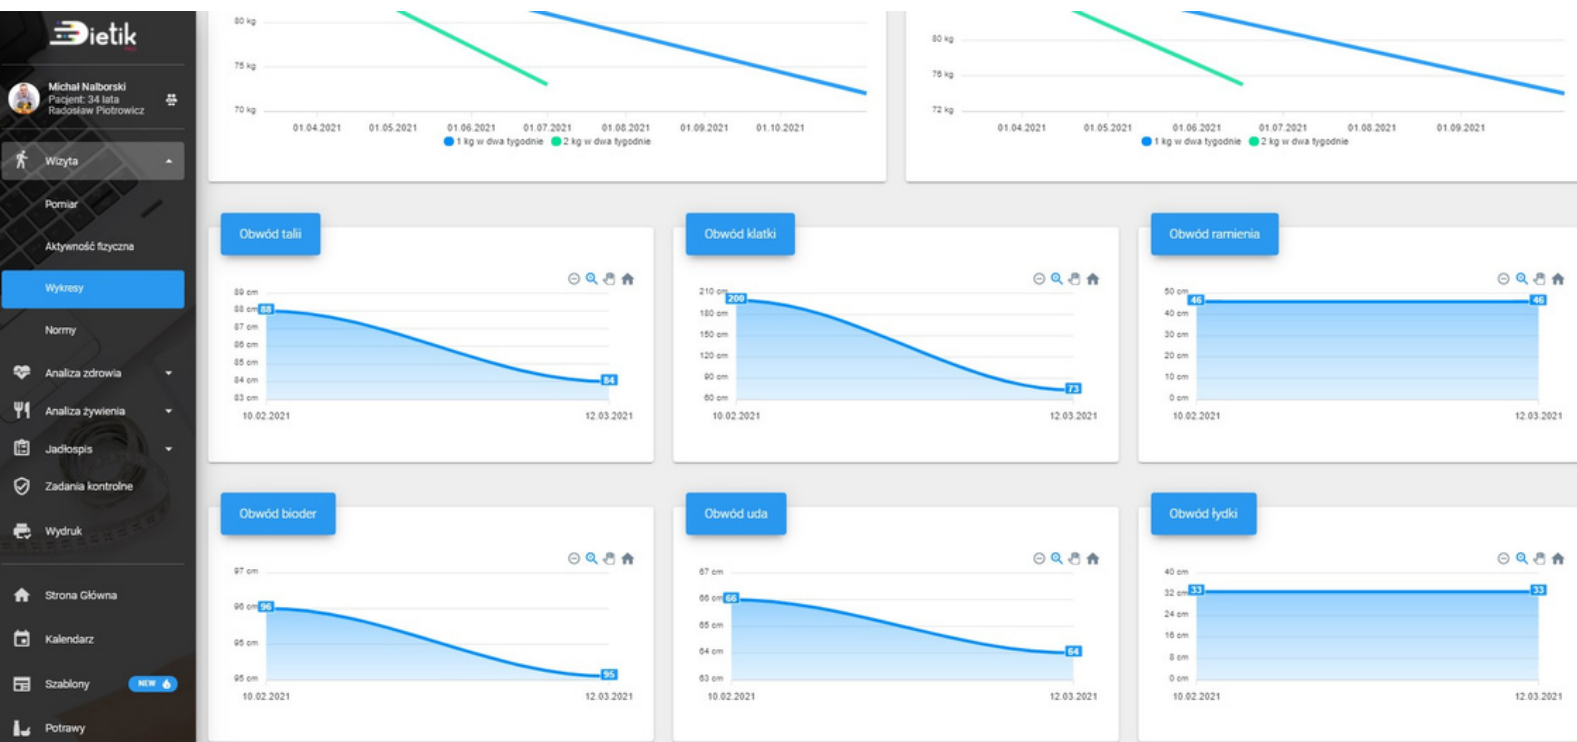 Dietik
Michał Nalborski
Pacjent: 34 lata
Radosław Piotrowicz
Wizyta
Pomiar
Aktywność fizyczna
Wykresy
Normy
Analiza zdrowia
Analiza żywienia
Jadłospis
Zadania kontrolne
Wydruk
Strona Główna
Kalendarz
Szablony NEW
Potrawy
80 kg
75 kg
70 kg
01.04.2021 01.05.2021 01.06.2021 01.07.2021 01.08.2021 01.09.2021 01.10.2021
1 kg w dwa tygodnie 2 kg w dwa tygodnie
80 kg
76 kg
72 kg
01.04.2021 01.05.2021 01.06.2021 01.07.2021 01.08.2021 01.09.2021
1 kg w dwa tygodnie 2 kg w dwa tygodnie
Obwód talii
89 cm
88 cm 88
87 cm
86 cm
85 cm
84 cm 84
83 cm
10.02.2021 12.03.2021
Obwód klatki
210 cm
200
180 cm
150 cm
120 cm
90 cm
73
60 cm
10.02.2021 12.03.2021
Obwód ramienia
50 cm
46 46
40 cm
30 cm
20 cm
10 cm
0 cm
10.02.2021 12.03.2021
Obwód bioder
97 cm
96 cm 96
95 cm
95 cm 95
10.02.2021 12.03.2021
Obwód uda
67 cm
66 cm 66
65 cm
64 cm 64
63 cm
10.02.2021 12.03.2021
Obwód łydki
40 cm
32 cm 33 33
24 cm
16 cm
8 cm
0 cm
10.02.2021 12.03.2021